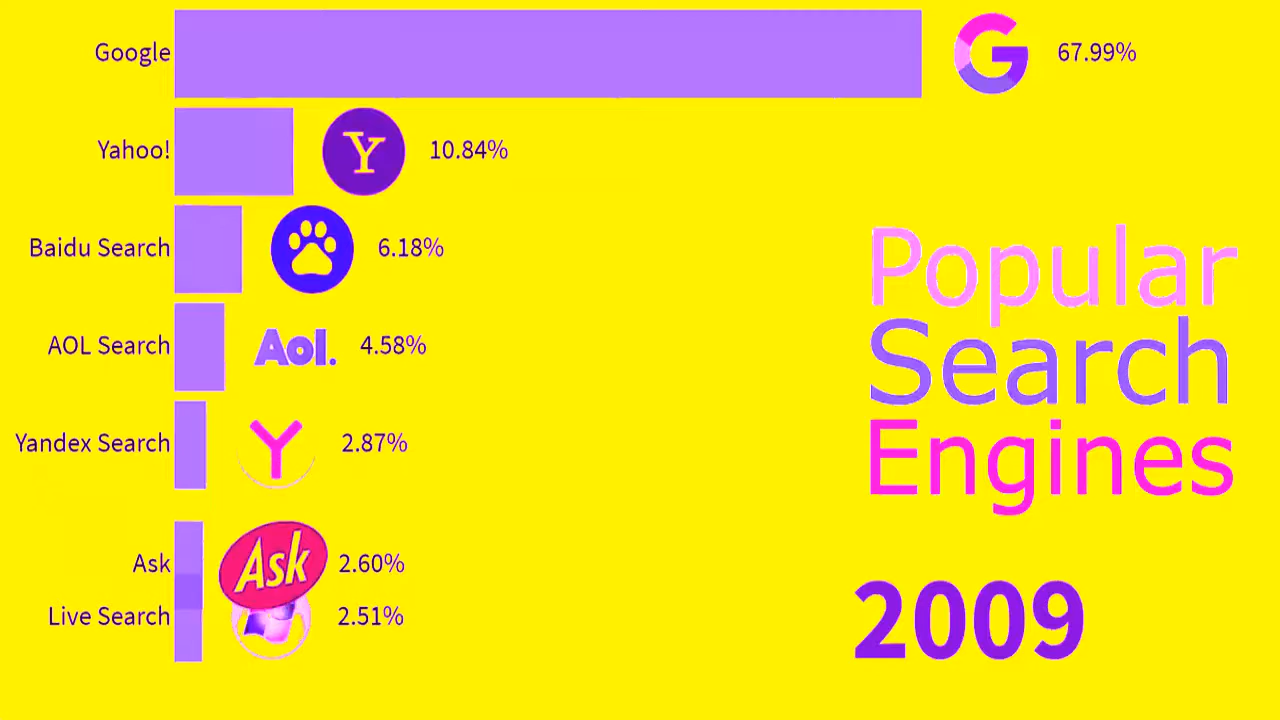 Google 67.99%
Yahoo! Y 10.84%
Baidu Search 6.18%
AOL Search Aol. 4.58%
Yandex Search Y 2.87%
Ask Ask 2.60%
Live Search 2.51%
Popular
Search
Engines
2009